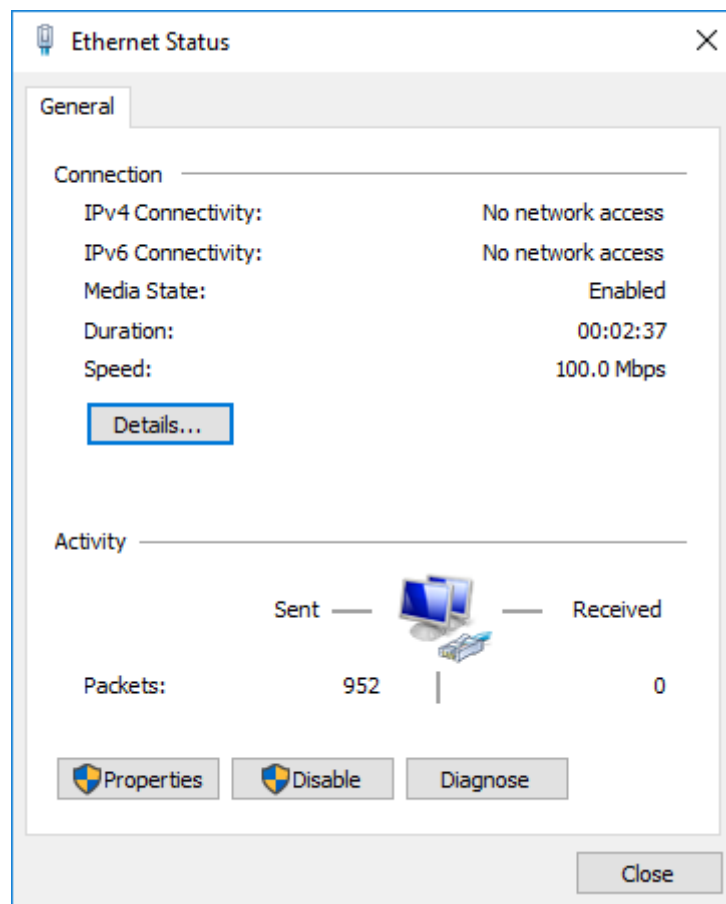 Ethernet Status
General
Connection
IPv4 Connectivity: No network access
IPv6 Connectivity: No network access
Media State: Enabled
Duration: 00:02:37
Speed: 100.0 Mbps
Details...
Activity
Sent Received
Packets: 952 0
Properties Disable Diagnose
Close